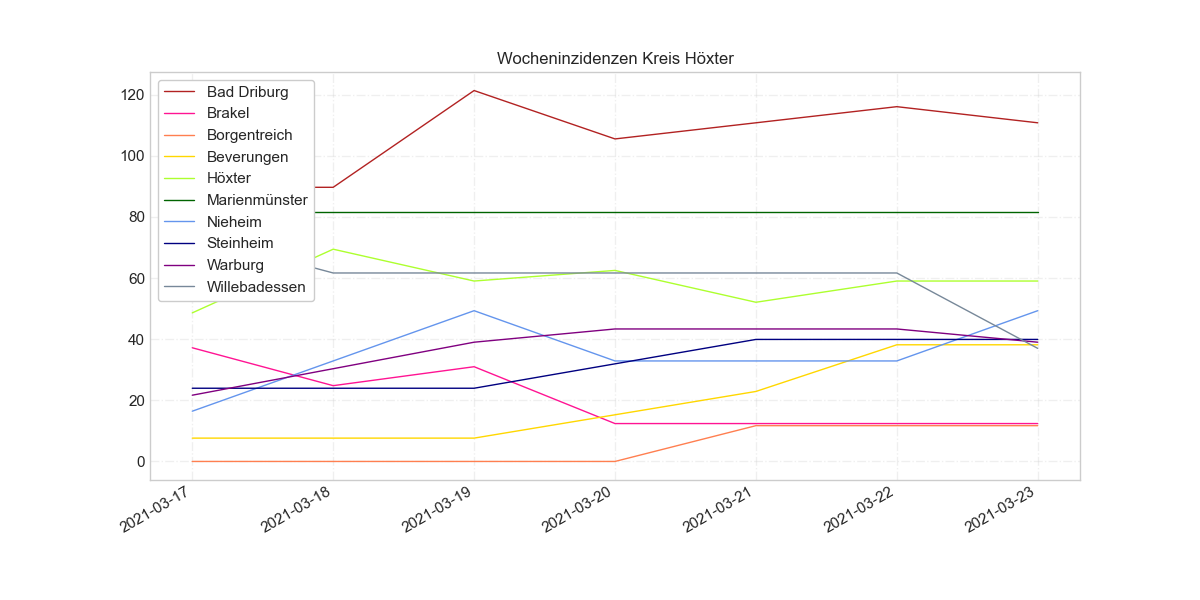 Wocheninzidenzen Kreis Höxter
Bad Driburg
Brakel
Borgentreich
Beverungen
Höxter
Marienmünster
Nieheim
Steinheim
Warburg
Willebadessen
120
100
80
60
40
20
0
2021-03-17
2021-03-18
2021-03-19
2021-03-20
2021-03-21
2021-03-22
2021-03-23